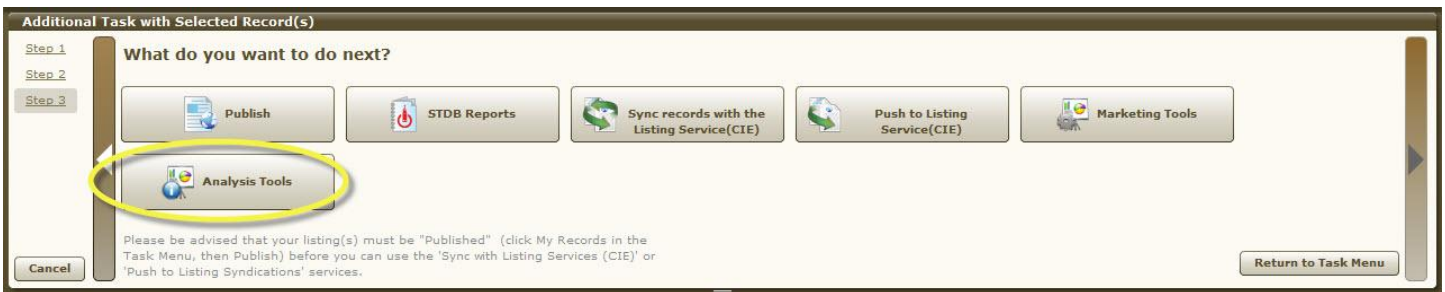 Additional Task with Selected Record(s)
Step 1
Step 2
Step 3
What do you want to do next?
Publish
STDB Reports
Sync records with the
Listing Service(CIE)
Push to Listing
Service(CIE)
Marketing Tools
Analysis Tools
Please be advised that your listing(s) must be "Published" (click My Records in the
Task Menu, then Publish) before you can use the 'Sync with Listing Services (CIE)' or
'Push to Listing Syndications' services.
Cancel
Return to Task Menu